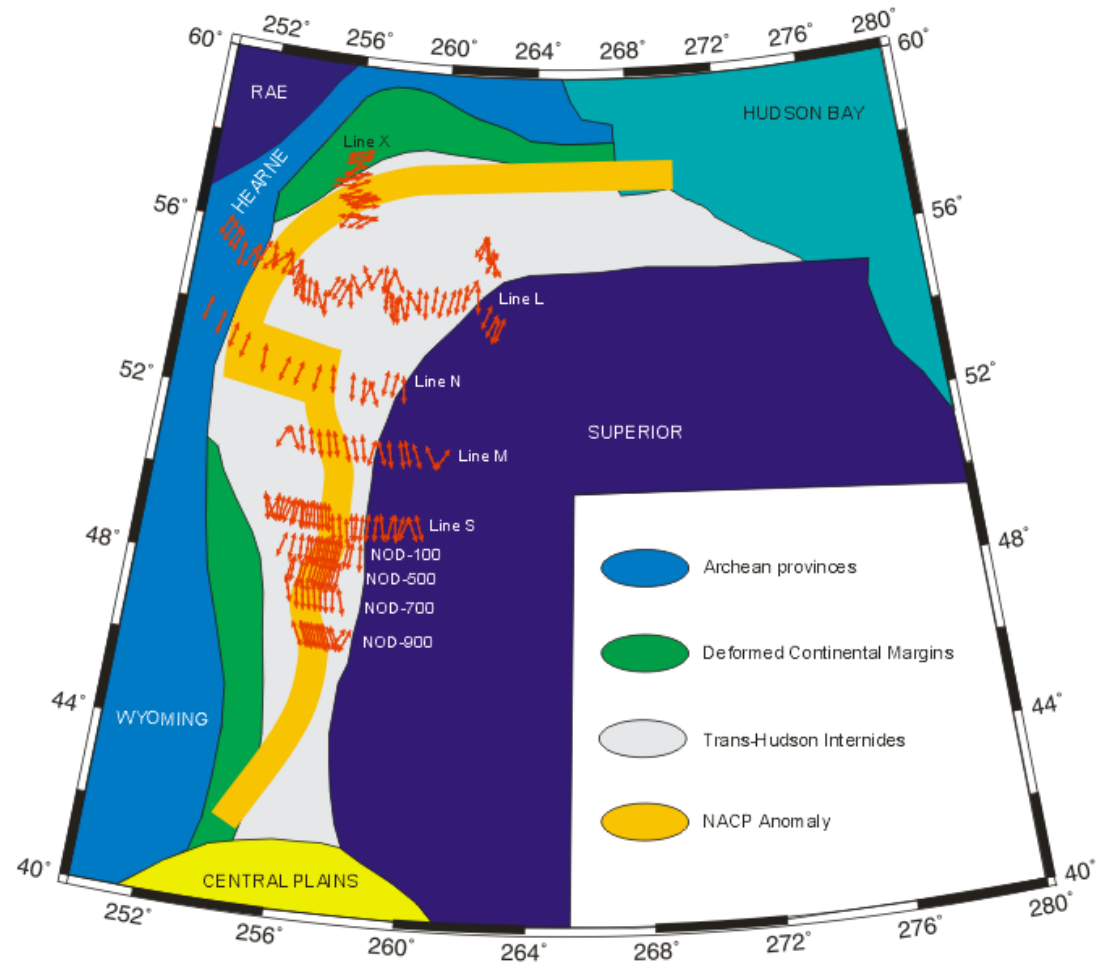 252°
256°
260°
264°
268°
272°
276°
280°
60°
60°
RAE
HUDSON BAY
Line X
HEARNE
56°
56°
Line L
52°
52°
Line N
SUPERIOR
Line M
48°
48°
Line S
NOD-100
NOD-500
NOD-700
NOD-900
Archean provinces
Deformed Continental Margins
44°
44°
WYOMING
Trans-Hudson Internides
NACP Anomaly
40°
40°
CENTRAL PLAINS
252°
256°
260°
264°
268°
272°
276°
280°